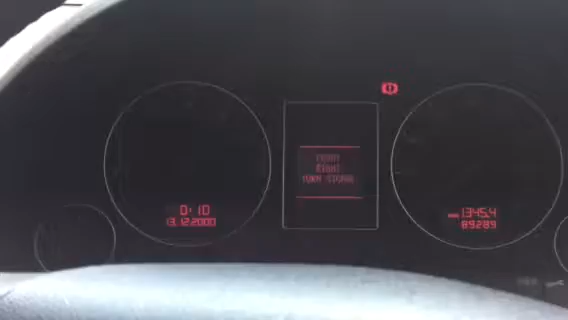 FRONT
RIGHT
TURN SIGNAL
0:10
13.12.2000
1345.4
89289